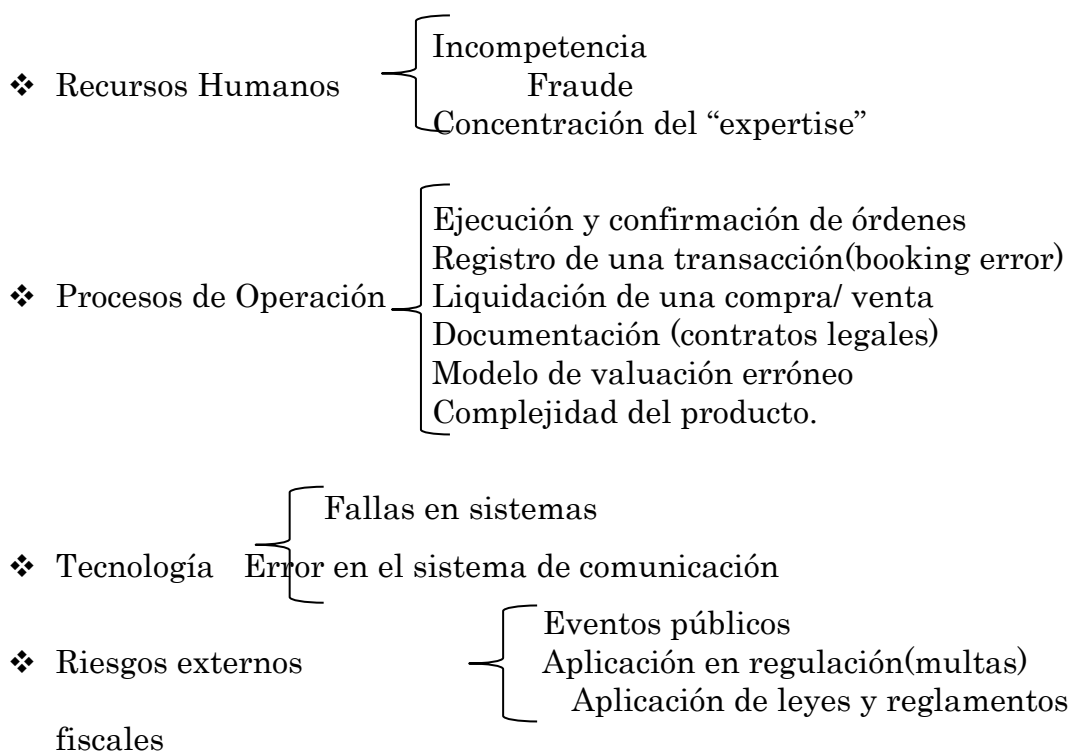 Incompetencia
❖ Recursos Humanos Fraude
Concentración del “expertise”
Ejecución y confirmación de órdenes
Registro de una transacción(booking error)
❖ Procesos de Operación Liquidación de una compra/ venta
Documentación (contratos legales)
Modelo de valuación erróneo
Complejidad del producto.
Fallas en sistemas
❖ Tecnología Error en el sistema de comunicación
Eventos públicos
❖ Riesgos externos Aplicación en regulación(multas)
Aplicación de leyes y reglamentos
fiscales